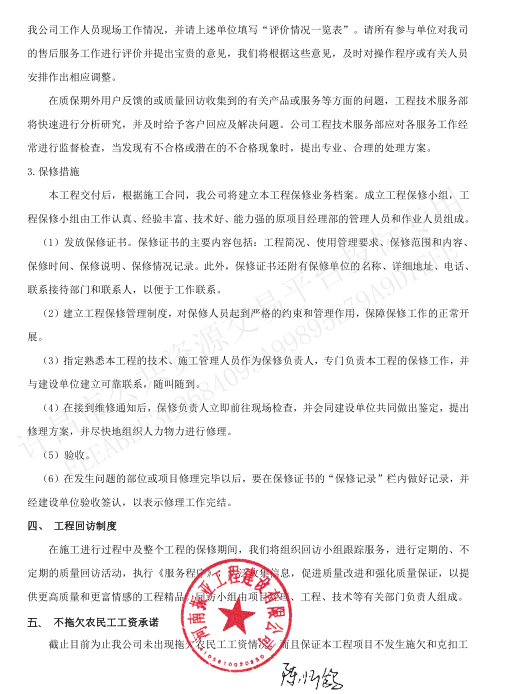 我公司工作人员现场工作情况，并请上述单位填写“评价情况一览表”。请所有参与单位对我司
的售后服务工作进行评价并提出宝贵的意见，我们将根据这些意见，及时对操作程序或有关人员
安排作出相应调整。
在质保期外用户反馈的或质量回访收集到的有关产品或服务等方面的问题，工程技术服务部
将快速进行分析研究，并及时给予客户回应及解决问题。公司工程技术服务部应对各服务工作经
常进行监督检查，当发现有不合格或潜在的不合格现象时，提出专业、合理的处理方案。
3.保修措施
本工程交付后，根据施工合同，我公司将建立本工程保修业务档案。成立工程保修小组，工
程保修小组由工作认真、经验丰富、技术好、能力强的原项目经理部的管理人员和作业人员组成。
（1）发放保修证书。保修证书的主要内容包括：工程简况、使用管理要求、保修范围和内容、
保修时间、保修说明、保修情况记录。此外，保修证书还附有保修单位的名称、详细地址、电话、
联系接待部门和联系人，以便于工作联系。
（2）建立工程保修管理制度，对保修人员起到严格的约束和管理作用，保障保修工作的正常开
展。
（3）指定熟悉本工程的技术、施工管理人员作为保修负责人，专门负责本工程的保修工作，并
与建设单位建立可靠联系，随叫随到。
（4）在接到维修通知后，保修负责人立即前往现场检查，并会同建设单位共同做出鉴定，提出
修理方案，并尽快地组织人力物力进行修理。
（5）验收。
（6）在发生问题的部位或项目修理完毕以后，要在保修证书的“保修记录”栏内做好记录，并
经建设单位验收签认，以表示修理工作完结。
四、 工程回访制度
在施工进行过程中及整个工程的保修期间，我们将组织回访小组跟踪服务，进行定期的、不
定期的质量回访活动，执行《服务程序》，广泛收集信息，促进质量改进和强化质量保证，以提
供更高质量和更富情感的工程精品。回访小组由项目经理、工程、技术等有关部门负责人组成。
五、 不拖欠农民工工资承诺
截止目前为止我公司未出现拖欠农民工工资情况，而且保证本工程项目不发生施欠和克扣工